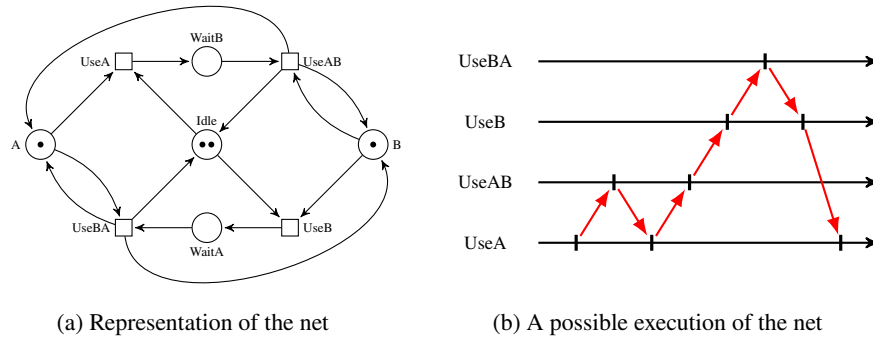 WaitB
UseA
UseAB
Idle
A
B
UseBA
UseB
WaitA
(a) Representation of the net
UseBA
UseB
UseAB
UseA
(b) A possible execution of the net